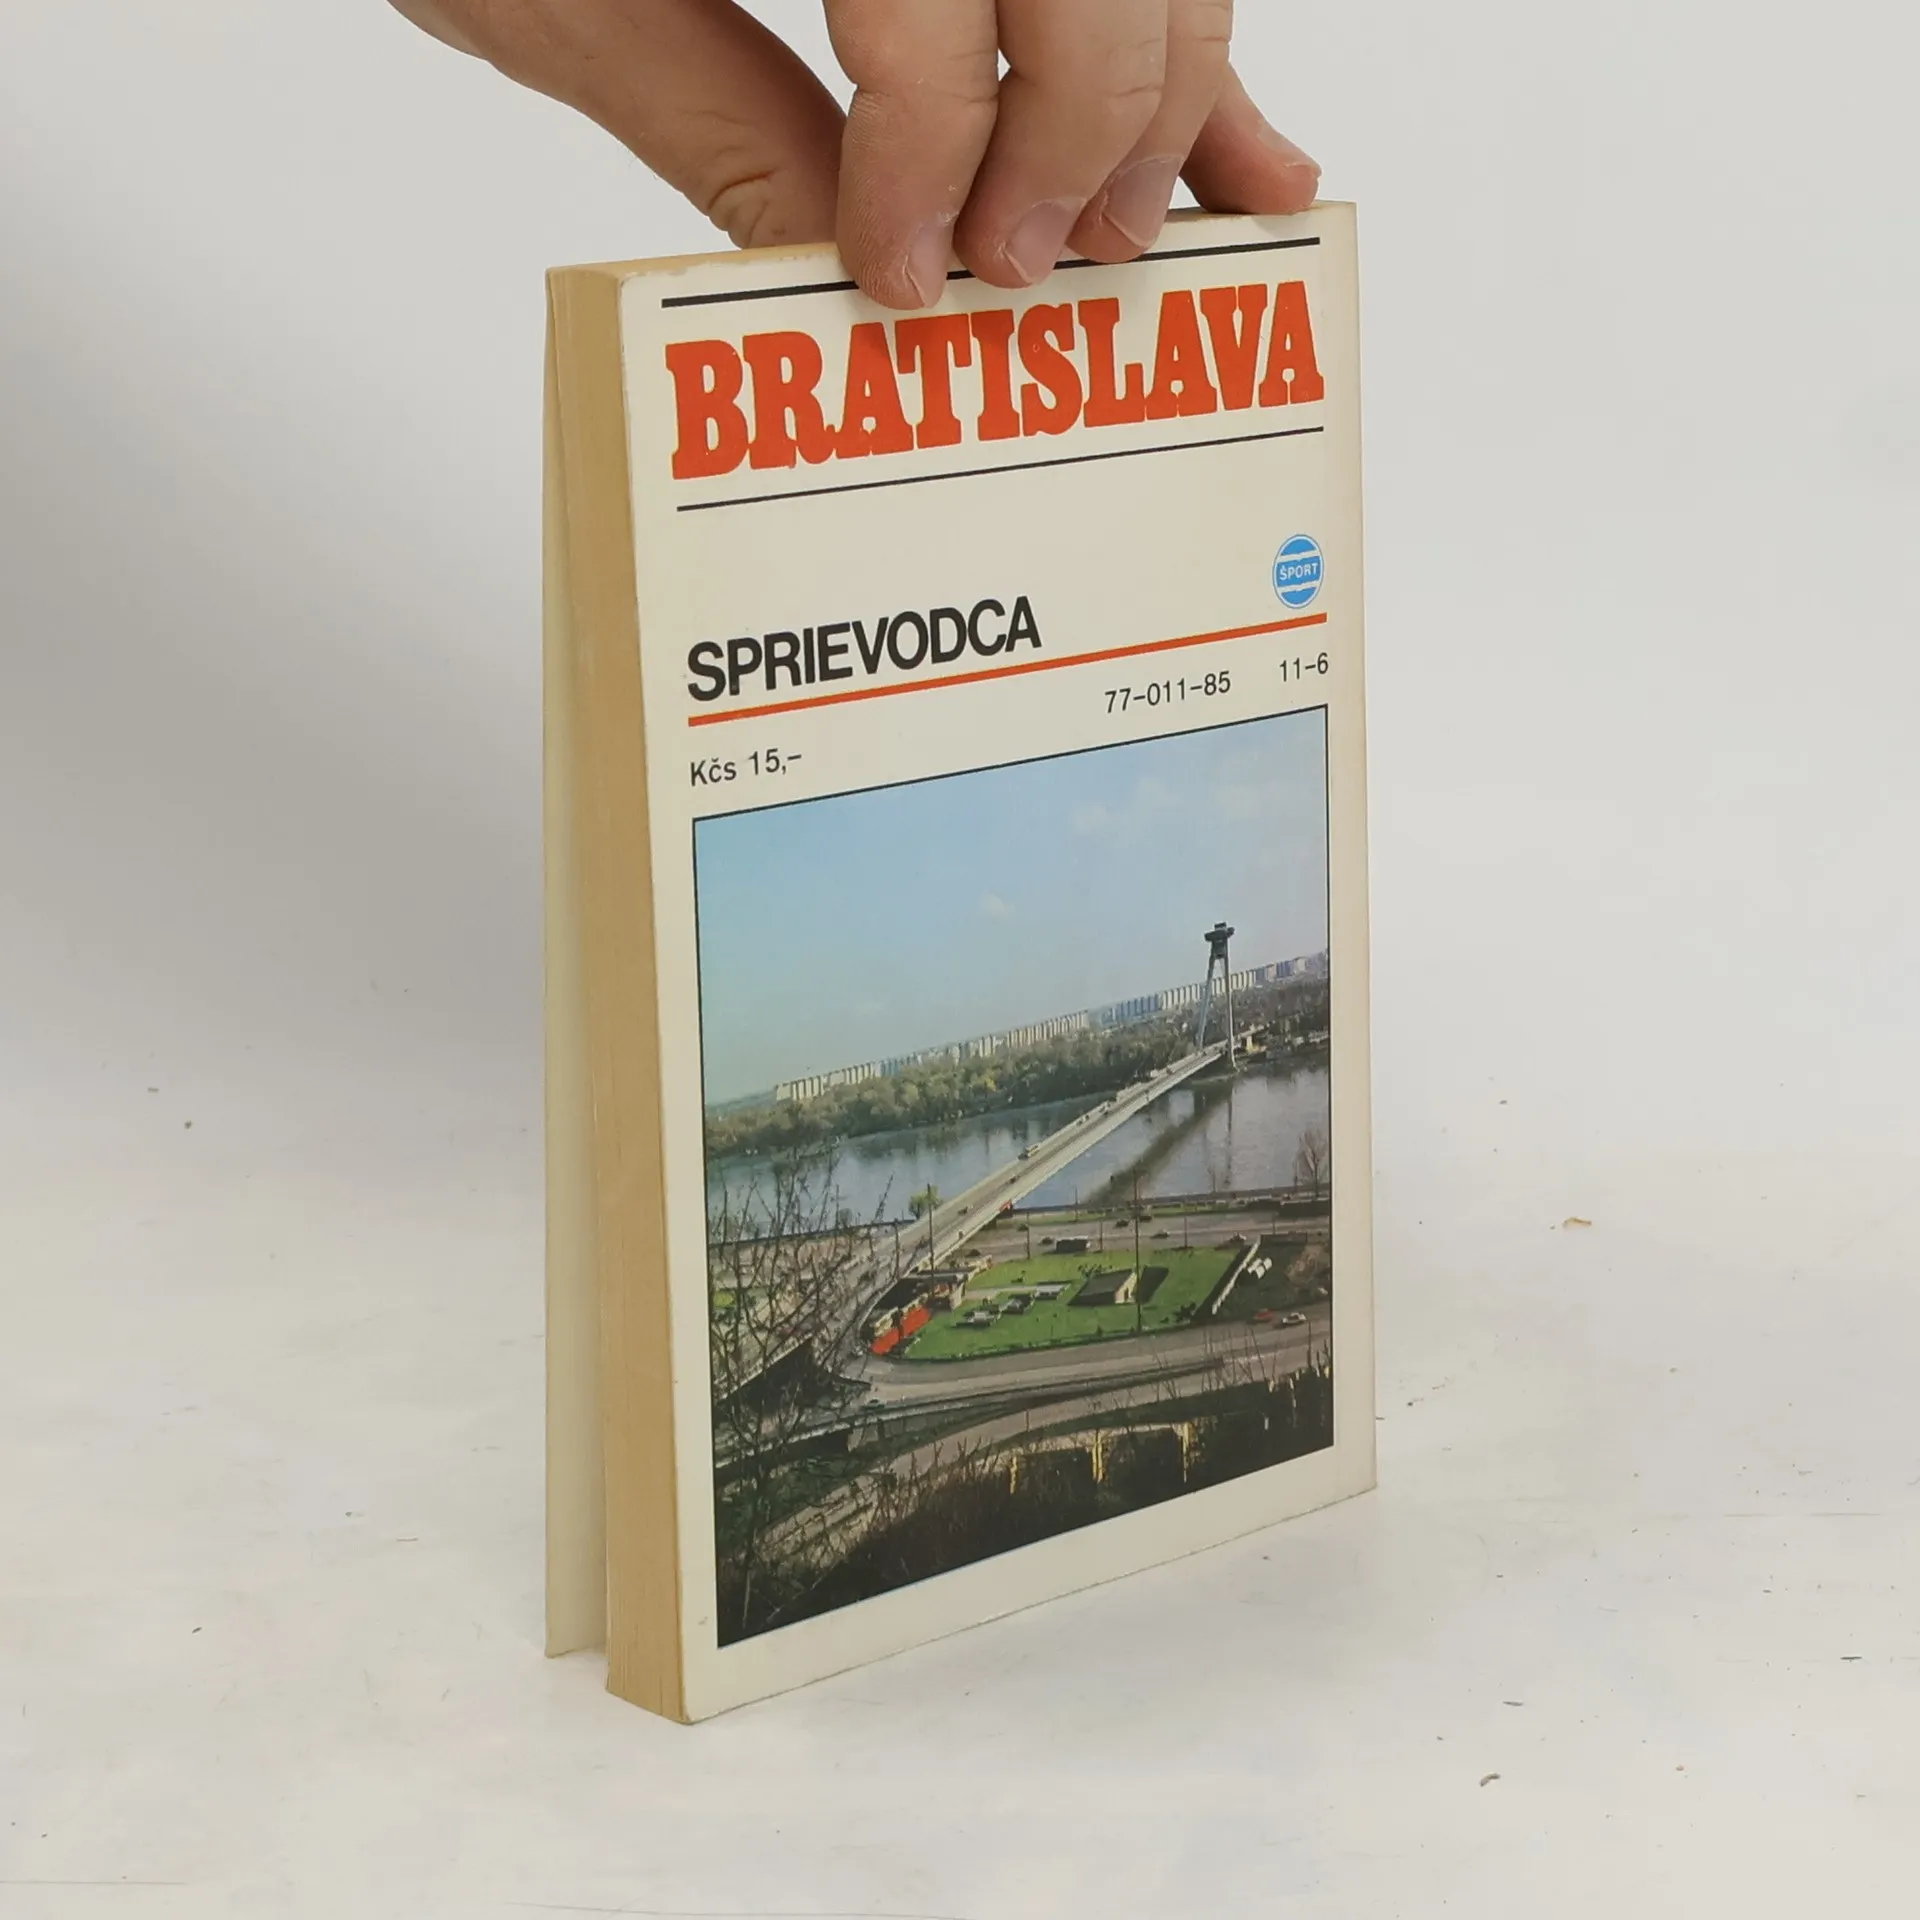 BRATISLAVA
ŠPORT
SPRIEVODCA
77-011-85 11-6
Kčs 15,-